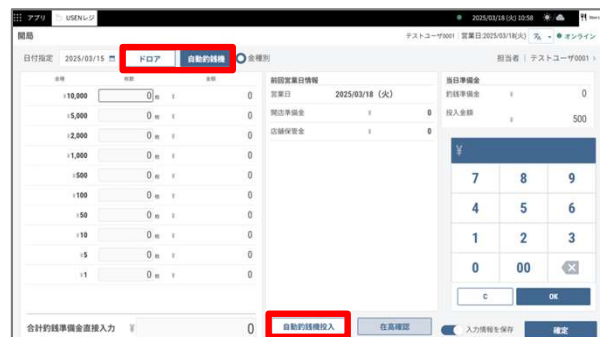 アプリ USENレジ 2025/03/18 (火) 10:58
開局 テストユーザ0001 営業日:2025/03/18(火) オンライン
日付指定 2025/03/15 ドロア 自動釣銭機 金種別 担当者 | テストユーザ0001 >
金種 枚数 金額 前回営業日情報 当日準備金
¥10,000 0 枚 ¥ 0 営業日 2025/03/18 (火) 釣銭準備金 ¥ 0
¥5,000 0 枚 ¥ 0 開店準備金 ¥ 0 投入金額 ¥ 500
¥2,000 0 枚 ¥ 0 店舗保管金 ¥ 0
¥1,000 0 枚 ¥ 0 ¥
¥500 0 枚 ¥ 0 7 8 9
¥100 0 枚 ¥ 0
¥50 0 枚 ¥ 0 4 5 6
¥10 0 枚 ¥ 0 1 2 3
¥5 0 枚 ¥ 0
¥1 0 枚 ¥ 0 0 00
C OK
合計釣銭準備金直接入力 ¥ 0 自動釣銭機投入 在高確認 入力情報を保存 確定